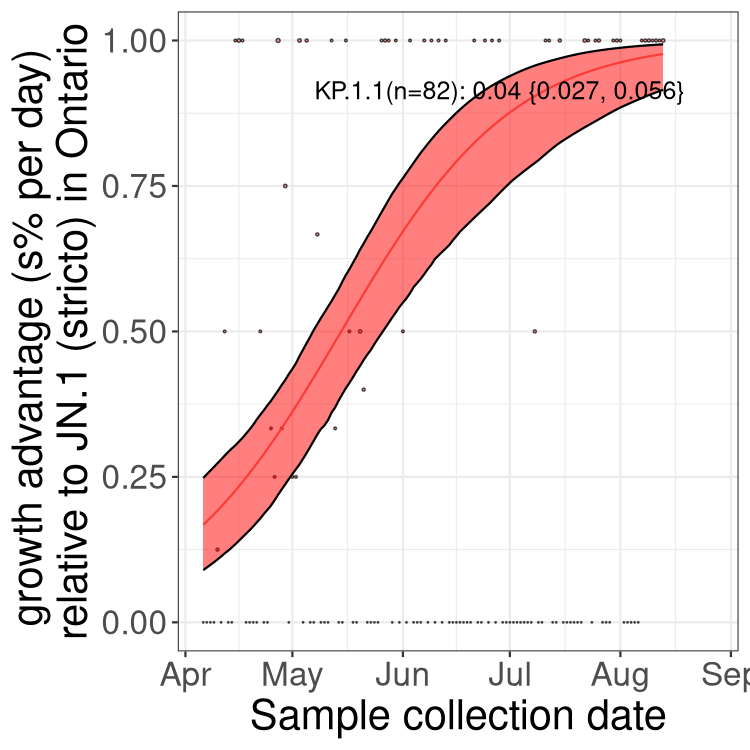 growth advantage (s% per day)
relative to JN.1 (stricto) in Ontario
1.00
0.75
0.50
0.25
0.00
KP.1.1(n=82): 0.04 {0.027, 0.056}
Apr May Jun Jul Aug Sep
Sample collection date